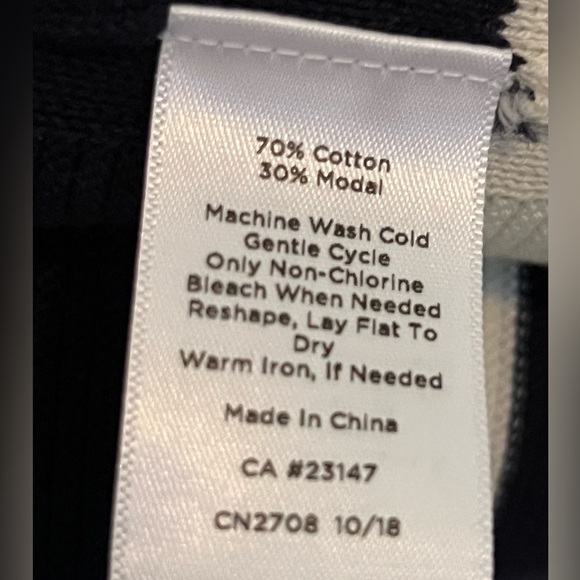 70% Cotton
30% Modal
Machine Wash Cold
Gentle Cycle
Only Non-Chlorine
Bleach When Needed
Reshape, Lay Flat To
Dry
Warm Iron, If Needed
Made In China
CA #23147
CN2708 10/18